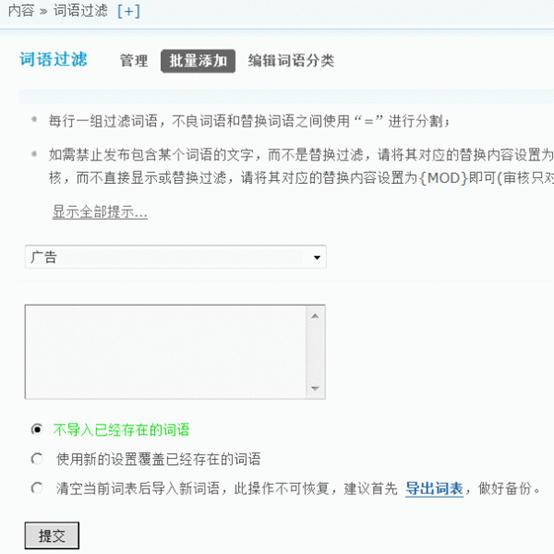 内容 » 词语过滤 [+]
词语过滤 管理 批量添加 编辑词语分类
每行一组过滤词语，不良词语和替换词语之间使用“=”进行分割；
如需禁止发布包含某个词语的文字，而不是替换过滤，请将其对应的替换内容设置为
核，而不直接显示或替换过滤，请将其对应的替换内容设置为{MOD}即可(审核只对
显示全部提示...
广告
不导入已经存在的词语
使用新的设置覆盖已经存在的词语
清空当前词表后导入新词语，此操作不可恢复，建议首先 导出词表，做好备份。
提交